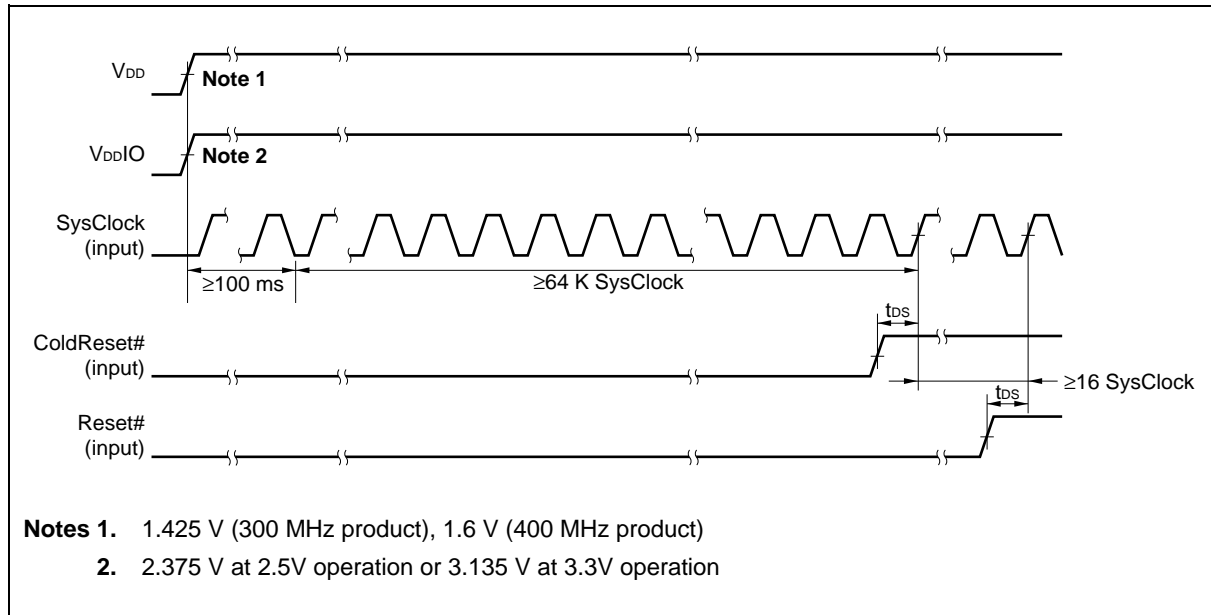 VDD
Note 1
VDDIO
Note 2
SysClock
(input)
≥100 ms
≥64 K SysClock
tDS
ColdReset#
(input)
≥16 SysClock
tDS
Reset#
(input)
Notes 1. 1.425 V (300 MHz product), 1.6 V (400 MHz product)
2. 2.375 V at 2.5V operation or 3.135 V at 3.3V operation